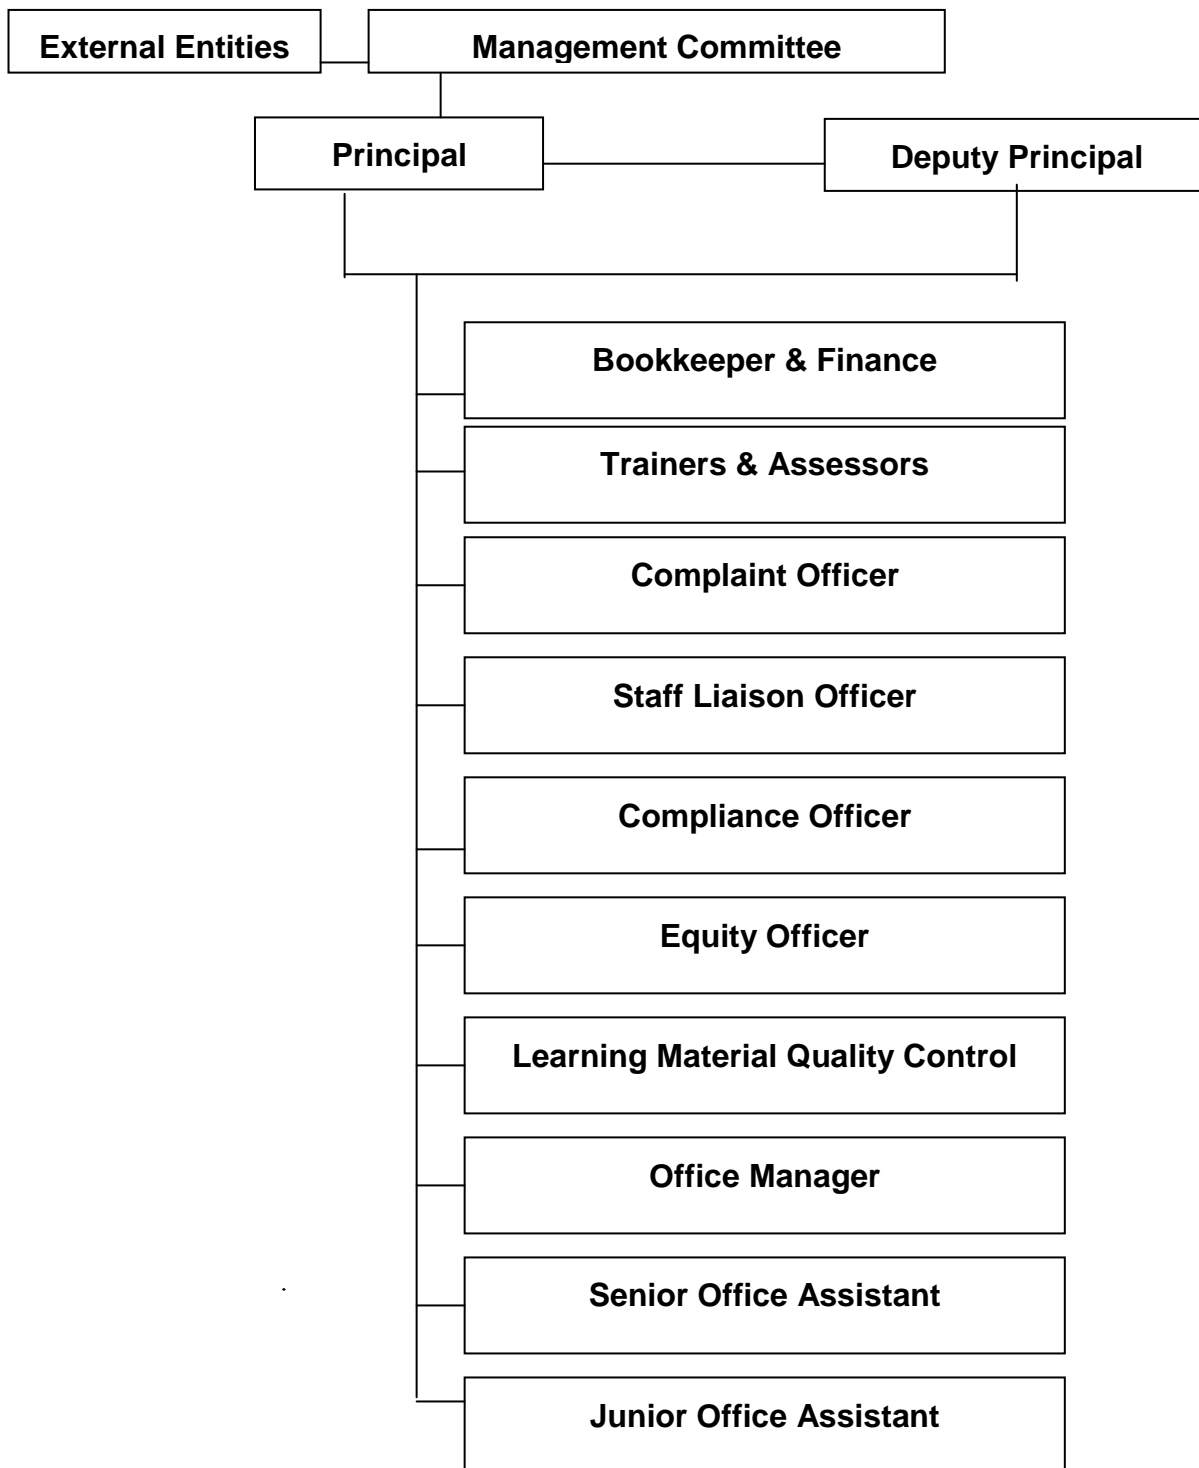 External Entities
Management Committee
Principal
Deputy Principal
Bookkeeper & Finance
Trainers & Assessors
Complaint Officer
Staff Liaison Officer
Compliance Officer
Equity Officer
Learning Material Quality Control
Office Manager
Senior Office Assistant
Junior Office Assistant